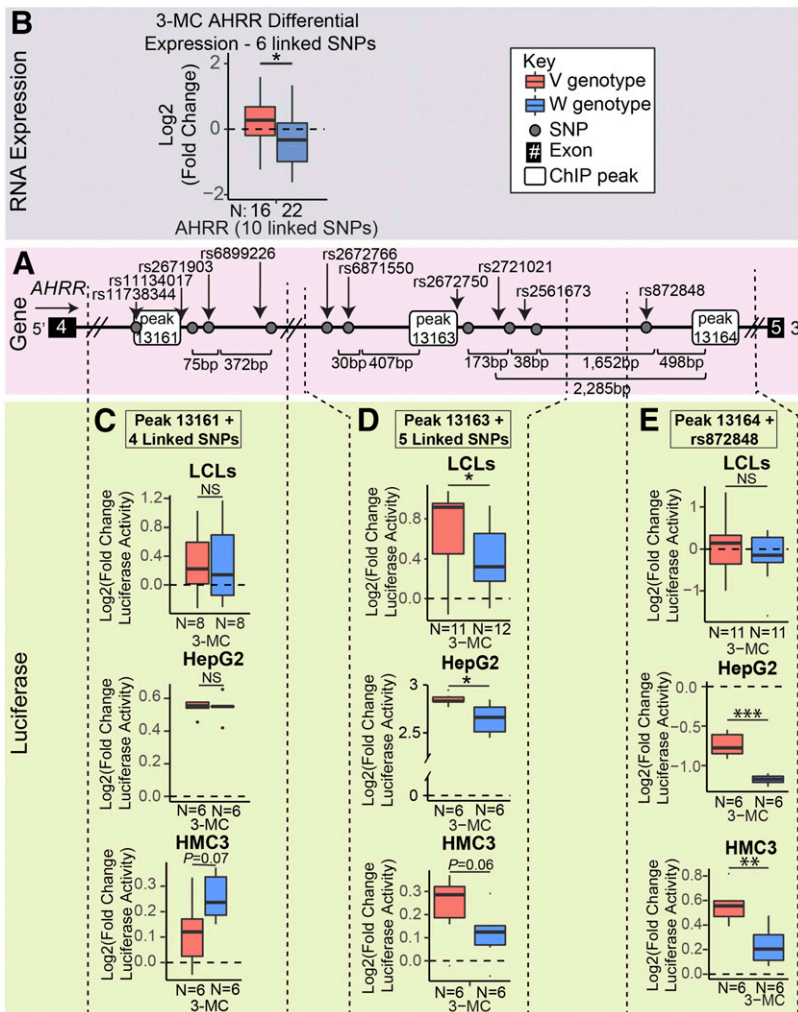 B
RNA Expression
3-MC AHRR Differential
Expression - 6 linked SNPs
*
Log2
(Fold Change)
2
0
−2
N: 16 22
AHRR (10 linked SNPs)
Key
V genotype
W genotype
SNP
# Exon
ChIP peak
A
Gene
AHRR
rs11738344
rs11134017
rs2671903
rs6899226
rs2672766
rs6871550
rs2672750
rs2721021
rs2561673
rs872848
5' 4
peak
13161
peak
13163
peak
13164
5 3
75bp 372bp
30bp 407bp
173bp 38bp 1,652bp 498bp
2,285bp
Luciferase
C
Peak 13161 +
4 Linked SNPs
LCLs
NS
Log2(Fold Change
Luciferase Activity)
1.2
0.8
0.4
0.0
N=8 N=8
3-MC
HepG2
NS
Log2(Fold Change
Luciferase Activity)
0.6
0.4
0.2
0.0
N=6 N=6
3−MC
HMC3
P=0.07
Log2(Fold Change
Luciferase Activity)
0.3
0.2
0.1
0.0
N=6 N=6
3-MC
D
Peak 13163 +
5 Linked SNPs
LCLs
*
Log2(Fold Change
Luciferase Activity)
0.8
0.4
0.0
N=11 N=12
3-MC
HepG2
*
Log2(Fold Change
Luciferase Activity)
3
2.5
0
N=6 N=6
3−MC
HMC3
P=0.06
Log2(Fold Change
Luciferase Activity)
0.3
0.2
0.1
0.0
N=6 N=6
3-MC
E
Peak 13164 +
rs872848
LCLs
NS
Log2(Fold Change
Luciferase Activity)
1
0
−1
N=11 N=11
3-MC
HepG2
***
Log2(Fold Change
Luciferase Activity)
0.0
−0.5
−1.0
N=6 N=6
3−MC
HMC3
**
Log2(Fold Change
Luciferase Activity)
0.8
0.6
0.4
0.2
0.0
N=6 N=6
3-MC